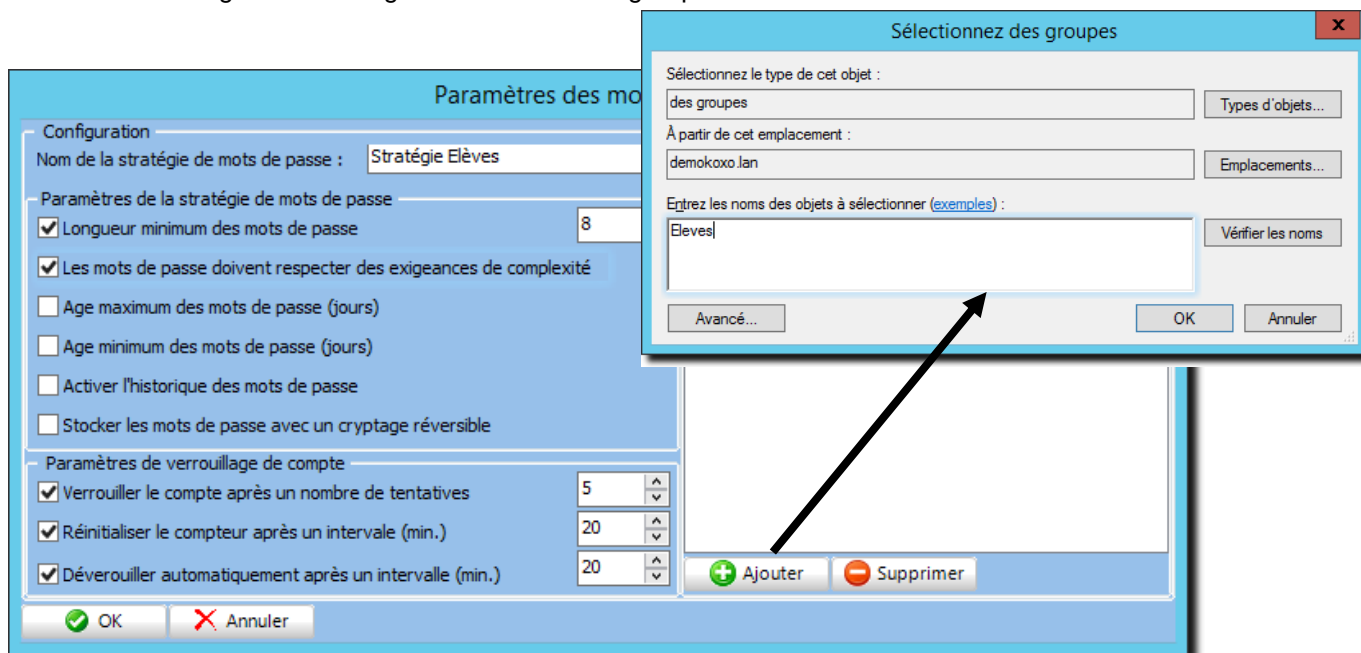 Sélectionnez des groupes
x
Sélectionnez le type de cet objet :
des groupes
Types d'objets...
À partir de cet emplacement :
demokoxo.lan
Emplacements...
Entrez les noms des objets à sélectionner (exemples) :
Eleves
Vérifier les noms
Avancé...
OK
Annuler
Paramètres des mo
Configuration
Nom de la stratégie de mots de passe :
Stratégie Elèves
Paramètres de la stratégie de mots de passe
Longueur minimum des mots de passe
8
Les mots de passe doivent respecter des exigeances de complexité
Age maximum des mots de passe (jours)
Age minimum des mots de passe (jours)
Activer l'historique des mots de passe
Stocker les mots de passe avec un cryptage réversible
Paramètres de verrouillage de compte
Verrouiller le compte après un nombre de tentatives
5
Réinitialiser le compteur après un intervale (min.)
20
Déverouiller automatiquement après un intervalle (min.)
20
Ajouter
Supprimer
OK
Annuler